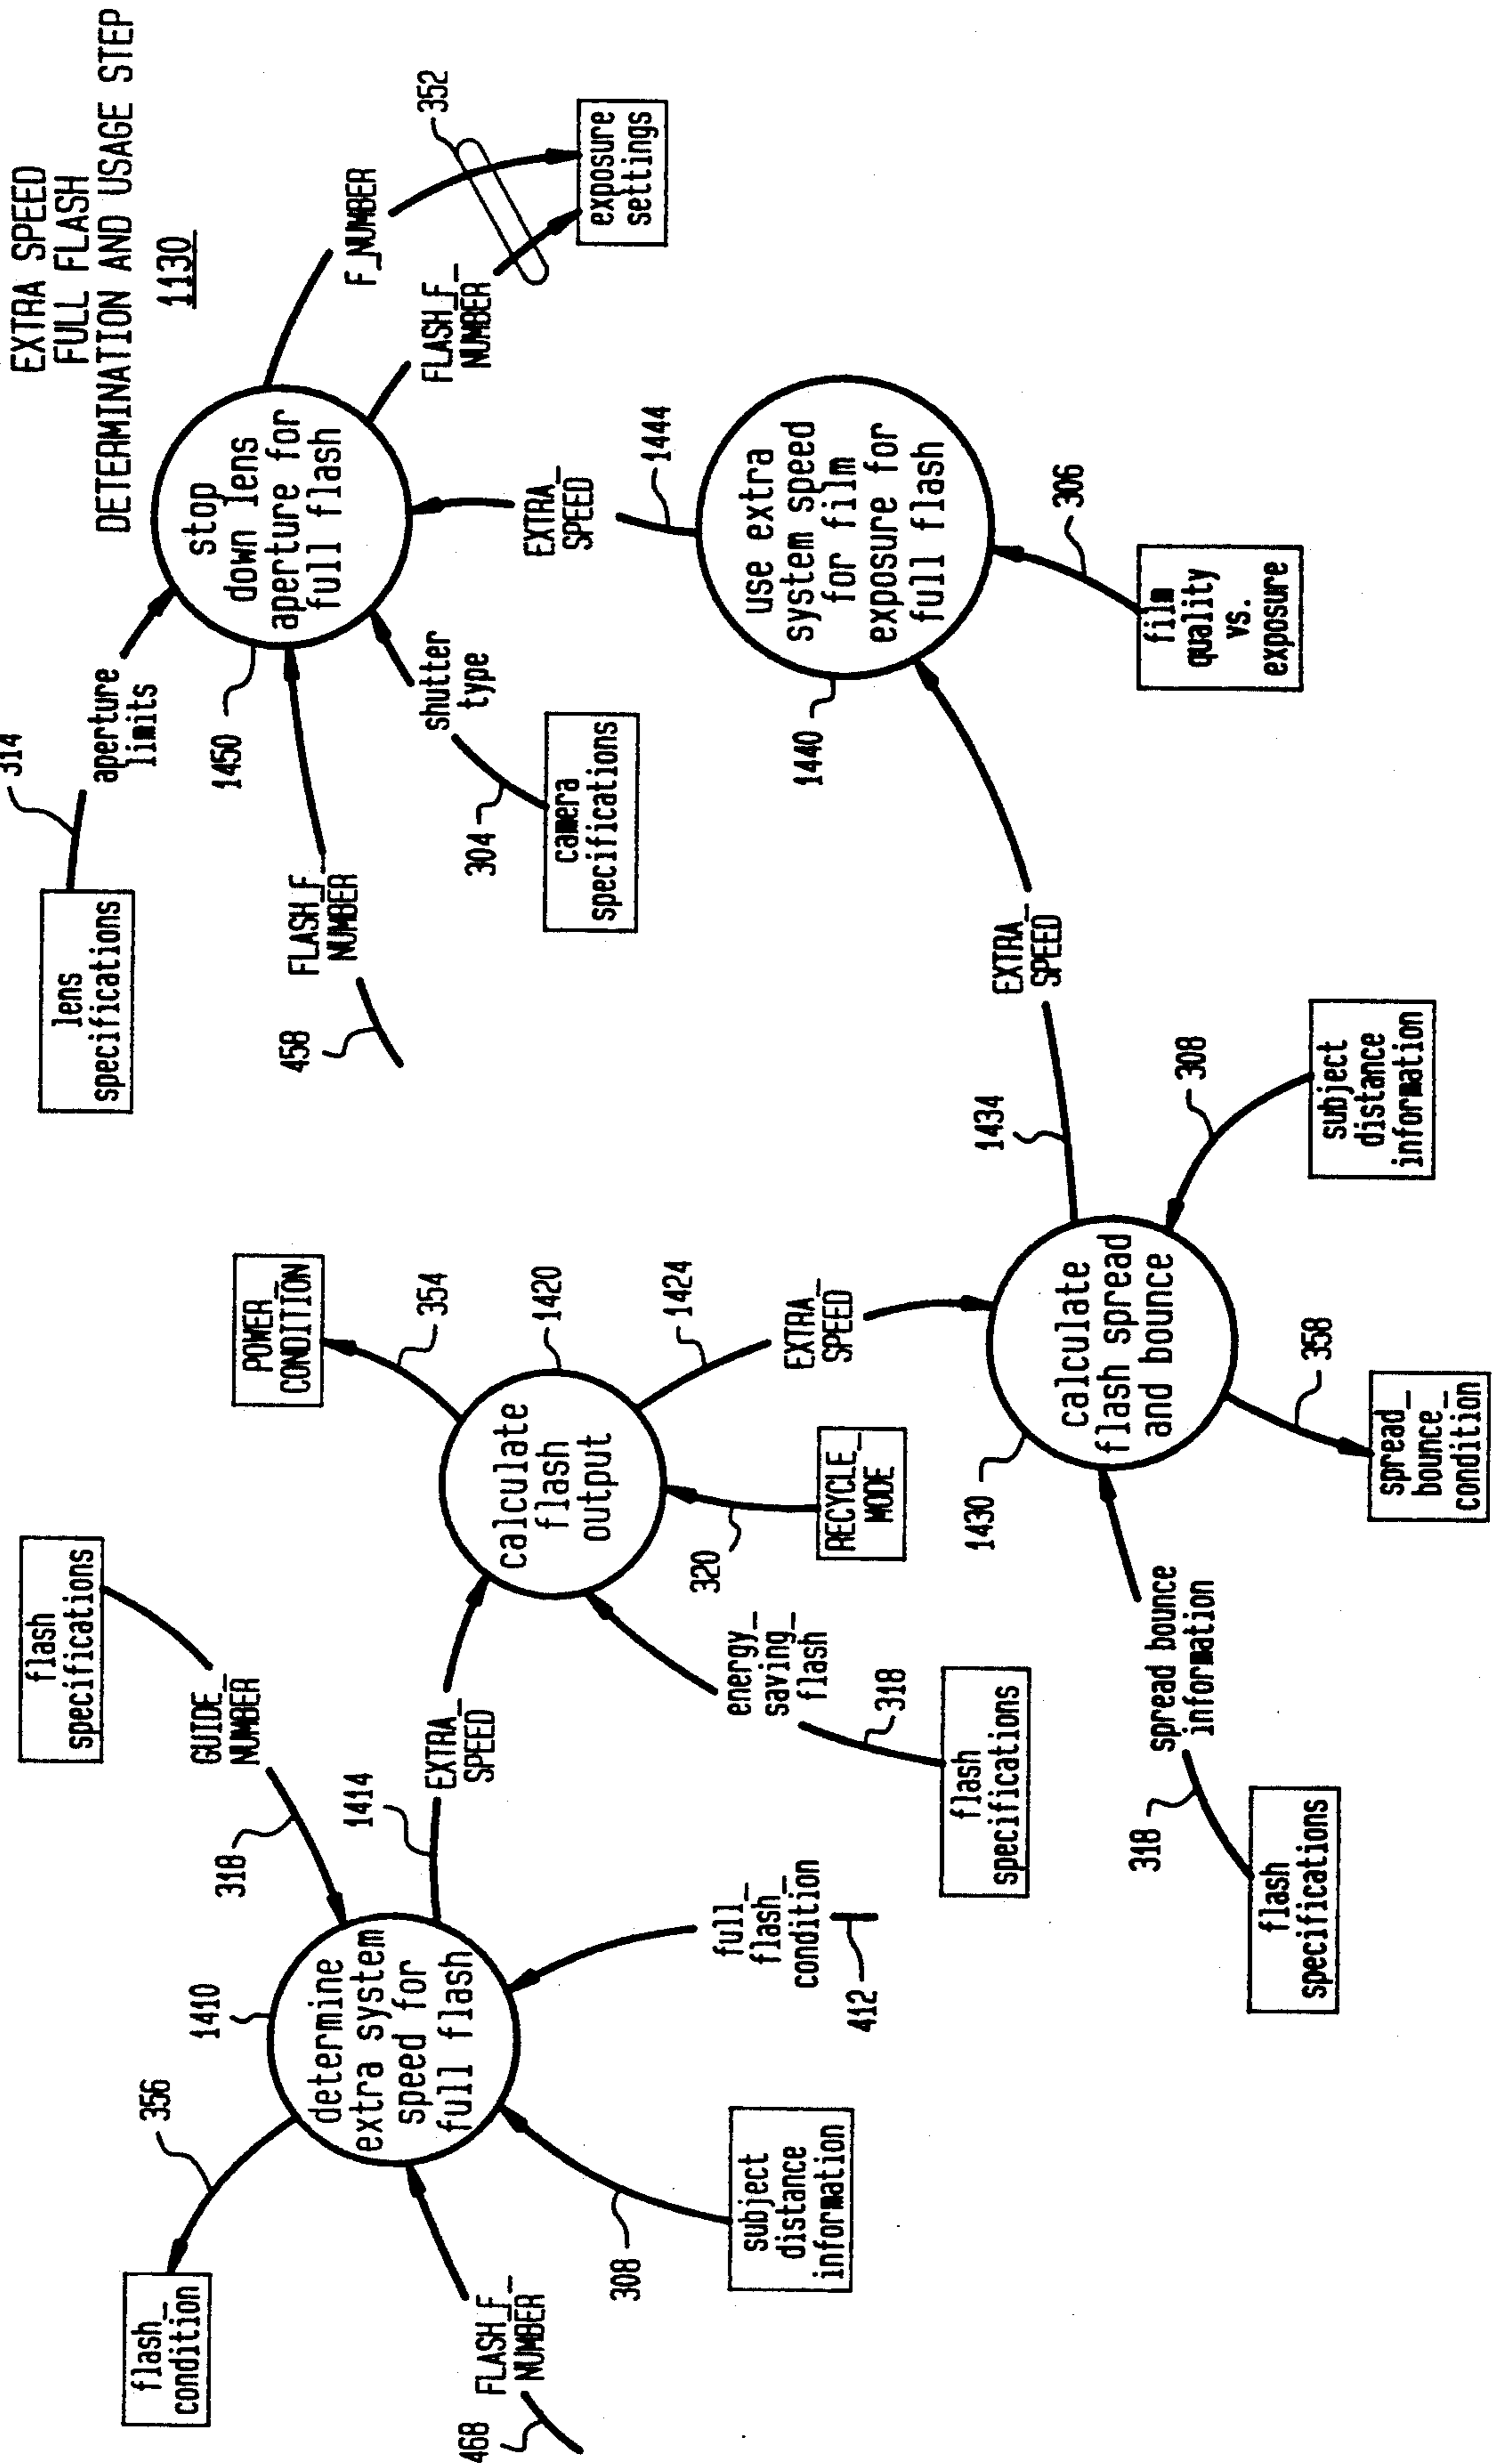 EXTRA SPEED
FULL FLASH
DETERMINATION AND USAGE STEP
1130
flash_
condition
356
1410
determine
extra system
speed for
full flash
468
FLASH_F_
NUMBER
308
subject
distance
information
flash
specifications
GUIDE_
NUMBER
318
1414
EXTRA_
SPEED
full_
flash_
condition
412
POWER_
CONDITION
354
1420
calculate
flash
output
1424
EXTRA_
SPEED
320
RECYCLE_
MODE
energy_
saving_
flash
318
flash
specifications
1430
calculate
flash spread
and bounce
spread bounce
information
318
flash
specifications
358
spread_
bounce_
condition
308
subject
distance
information
1434
EXTRA_
SPEED
1440
use extra
system speed
for film
exposure for
full flash
306
film
quality
vs.
exposure
1444
EXTRA_
SPEED
lens
specifications
314
aperture
limits
1450
stop
down lens
aperture for
full flash
458
FLASH_F_
NUMBER
304
shutter
type
camera
specifications
F_NUMBER
FLASH_F_
NUMBER
352
exposure
settings